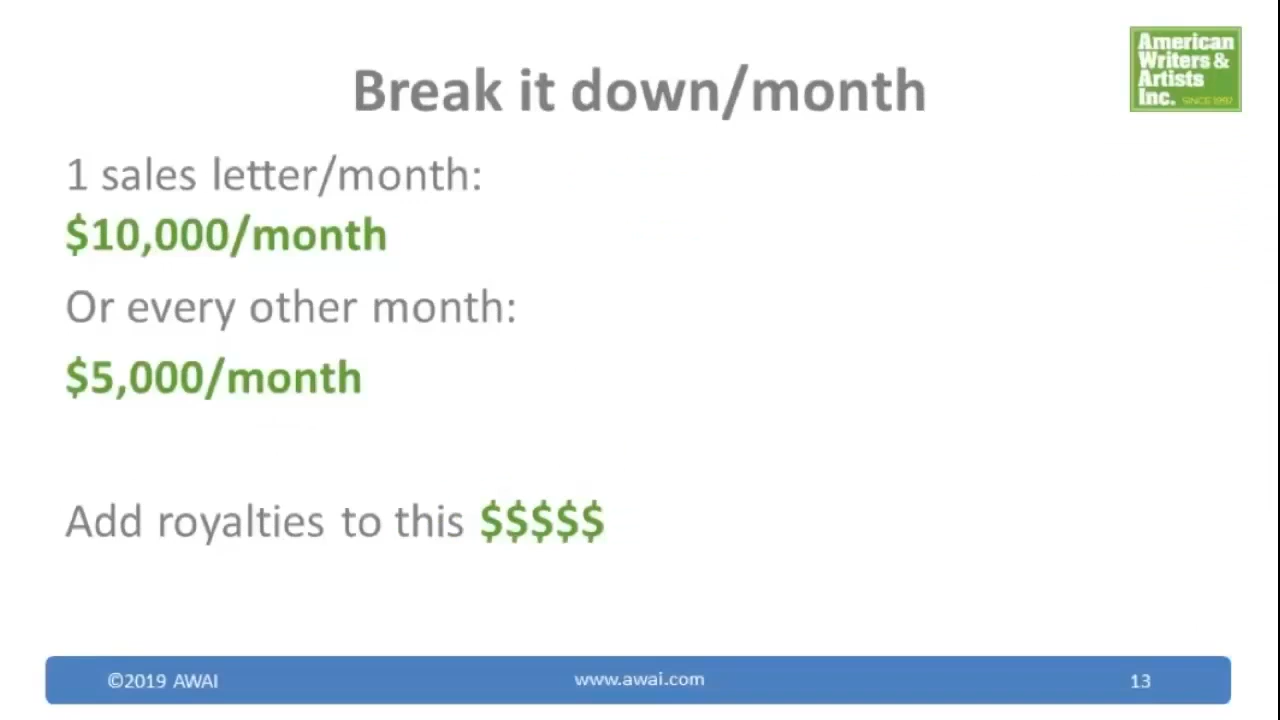 American
Writers &
Artists
Inc. SINCE 1997
Break it down/month
1 sales letter/month:
$10,000/month
Or every other month:
$5,000/month
Add royalties to this $$$$$
©2019 AWAI
www.awai.com
13